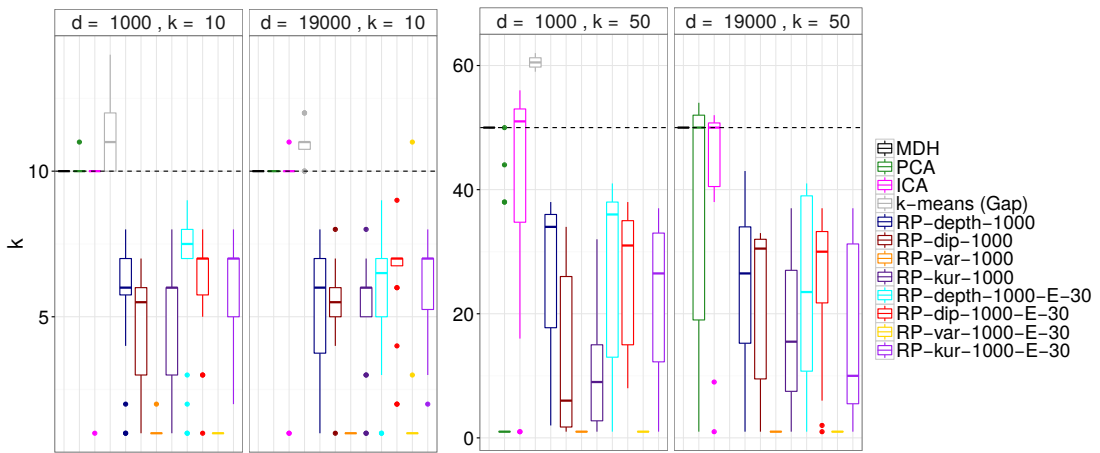 d = 1000 , k = 10
d = 19000 , k = 10
d = 1000 , k = 50
d = 19000 , k = 50
k
10
5
60
40
20
0
MDH
PCA
ICA
k−means (Gap)
RP−depth−1000
RP−dip−1000
RP−var−1000
RP−kur−1000
RP−depth−1000−E−30
RP−dip−1000−E−30
RP−var−1000−E−30
RP−kur−1000−E−30